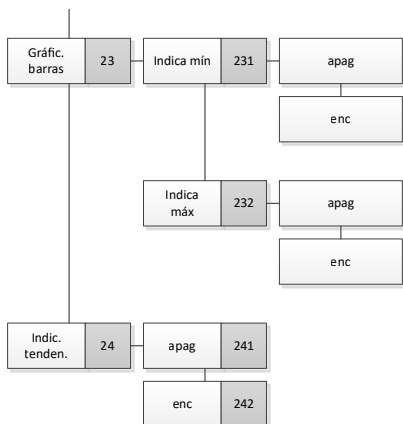 Gráfic.
barras
23
Indica mín
231
apag
enc
Indica
máx
232
apag
enc
Indic.
tenden.
24
apag
241
enc
242